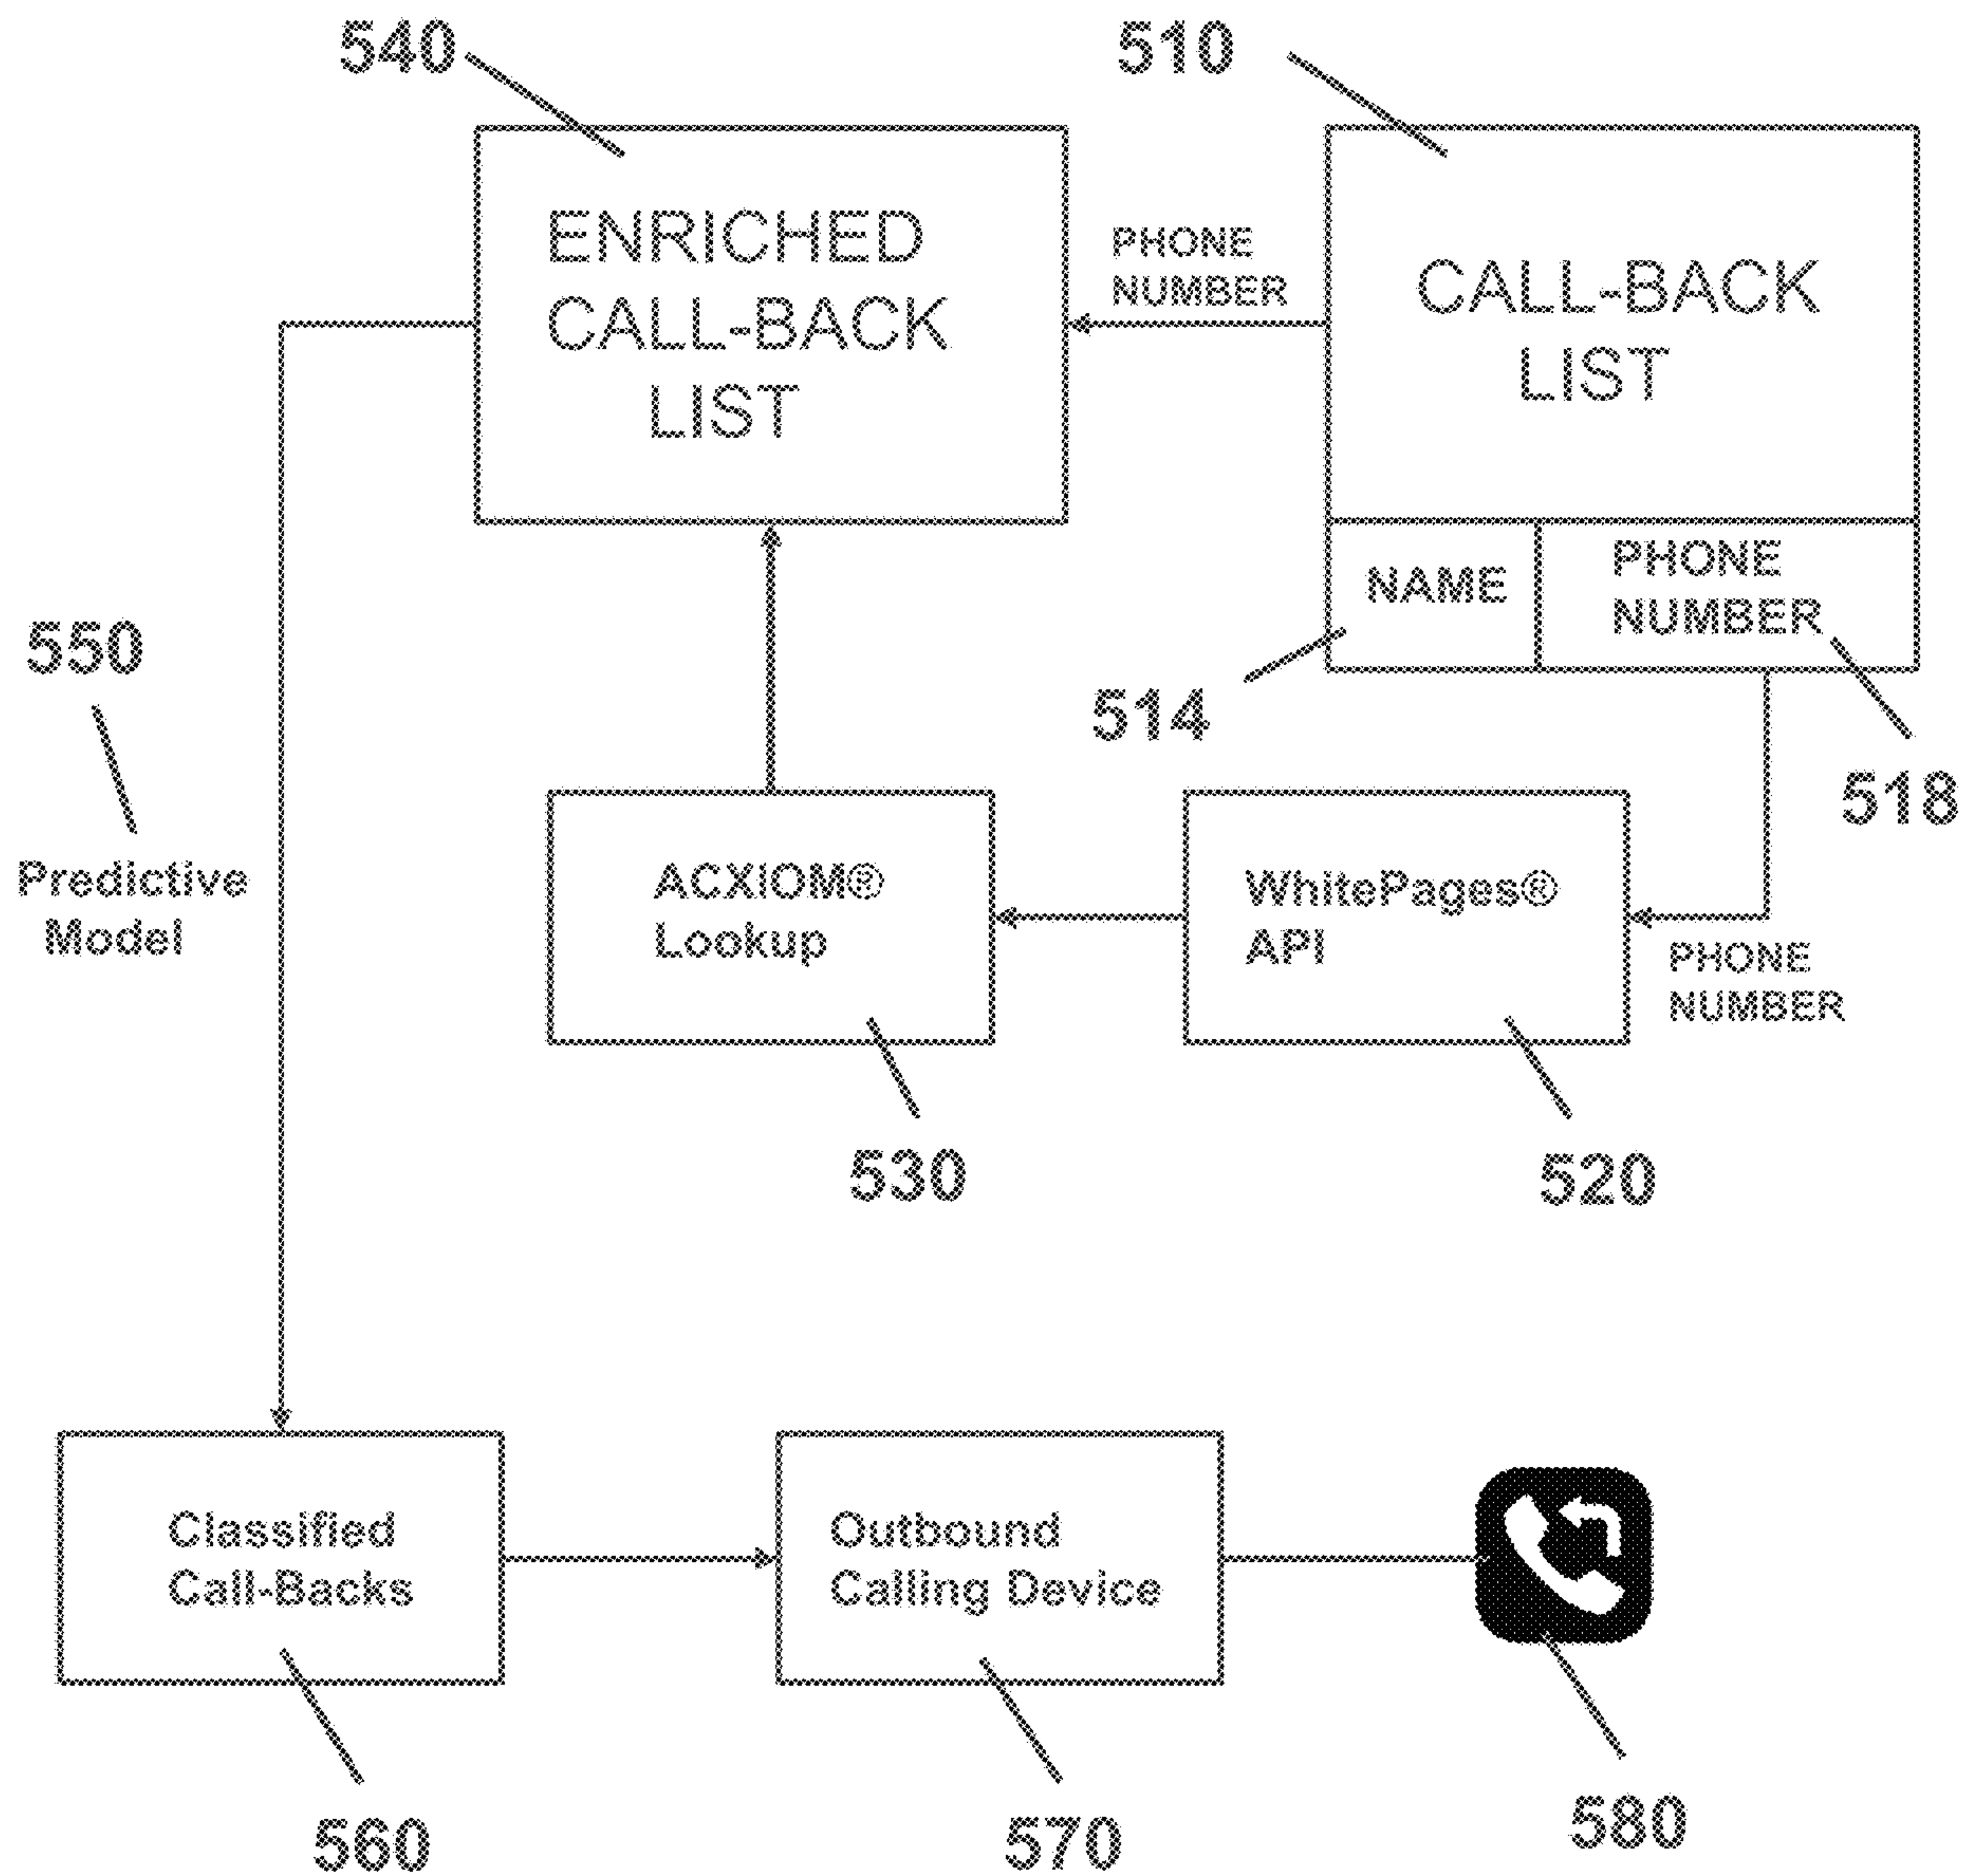 540
510
ENRICHED
CALL-BACK
LIST
PHONE
NUMBER
CALL-BACK
LIST
NAME
PHONE
NUMBER
514
518
550
Predictive
Model
ACXIOM®
Lookup
WhitePages®
API
PHONE
NUMBER
530
520
Classified
Call-Backs
Outbound
Calling Device
560
570
580